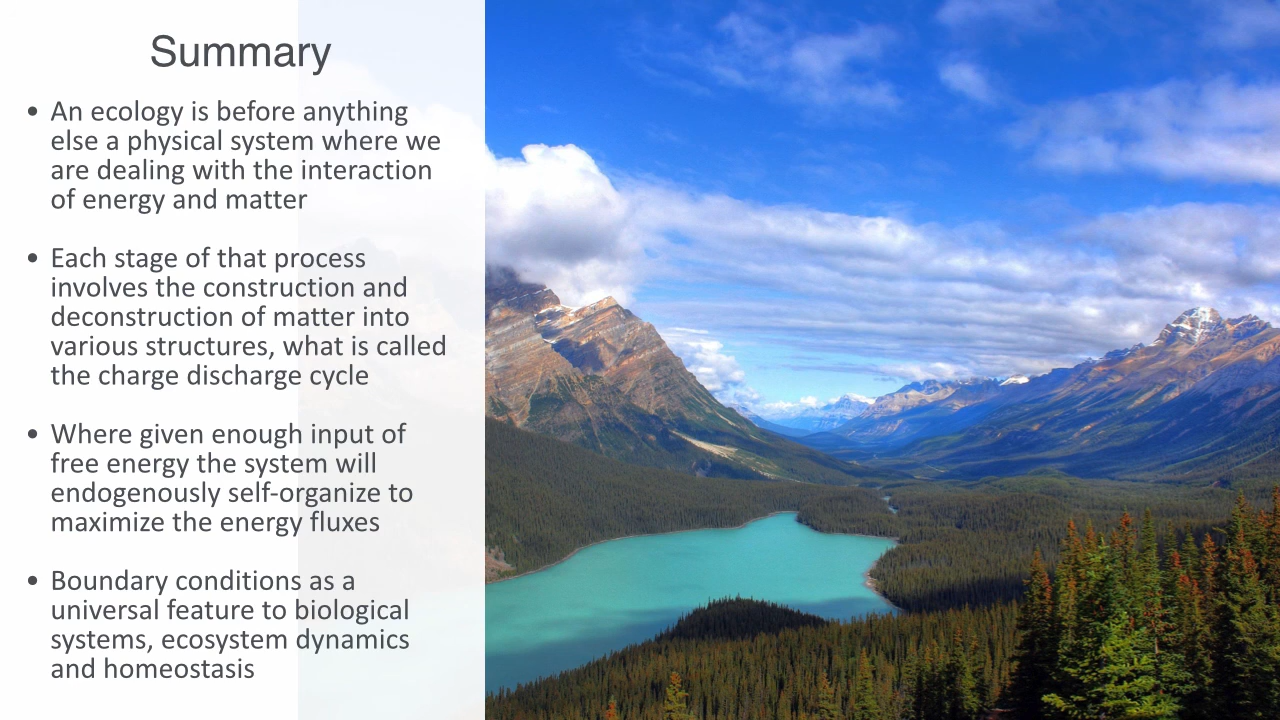 Summary
• An ecology is before anything
else a physical system where we
are dealing with the interaction
of energy and matter
• Each stage of that process
involves the construction and
deconstruction of matter into
various structures, what is called
the charge discharge cycle
• Where given enough input of
free energy the system will
endogenously self-organize to
maximize the energy fluxes
• Boundary conditions as a
universal feature to biological
systems, ecosystem dynamics
and homeostasis